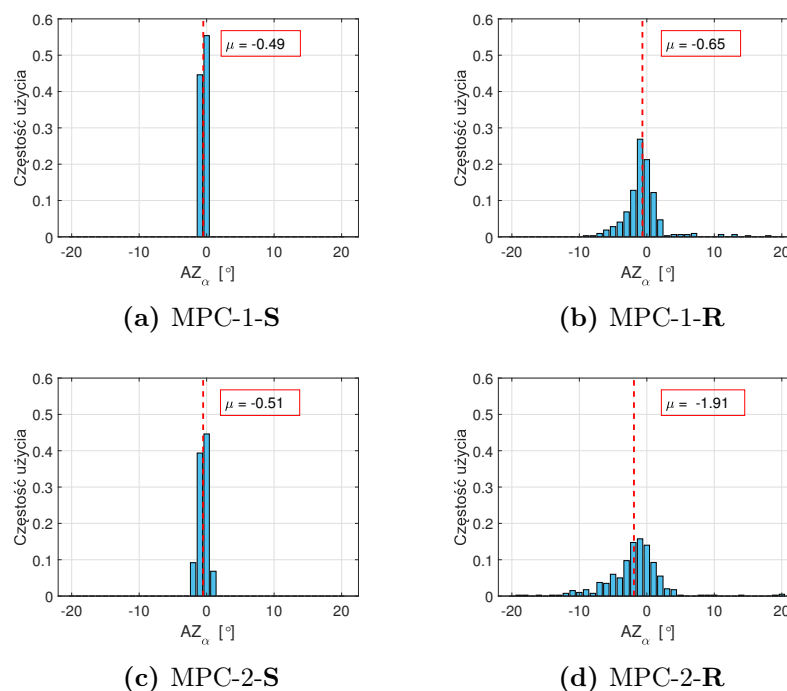 0.6
0.5
0.4
0.3
0.2
0.1
0
Częstość użycia
μ = -0.49
-20 -10 0 10 20
AZα [°]
(a) MPC-1-S
0.6
0.5
0.4
0.3
0.2
0.1
0
Częstość użycia
μ = -0.65
-20 -10 0 10 20
AZα [°]
(b) MPC-1-R
0.6
0.5
0.4
0.3
0.2
0.1
0
Częstość użycia
μ = -0.51
-20 -10 0 10 20
AZα [°]
(c) MPC-2-S
0.6
0.5
0.4
0.3
0.2
0.1
0
Częstość użycia
μ = -1.91
-20 -10 0 10 20
AZα [°]
(d) MPC-2-R